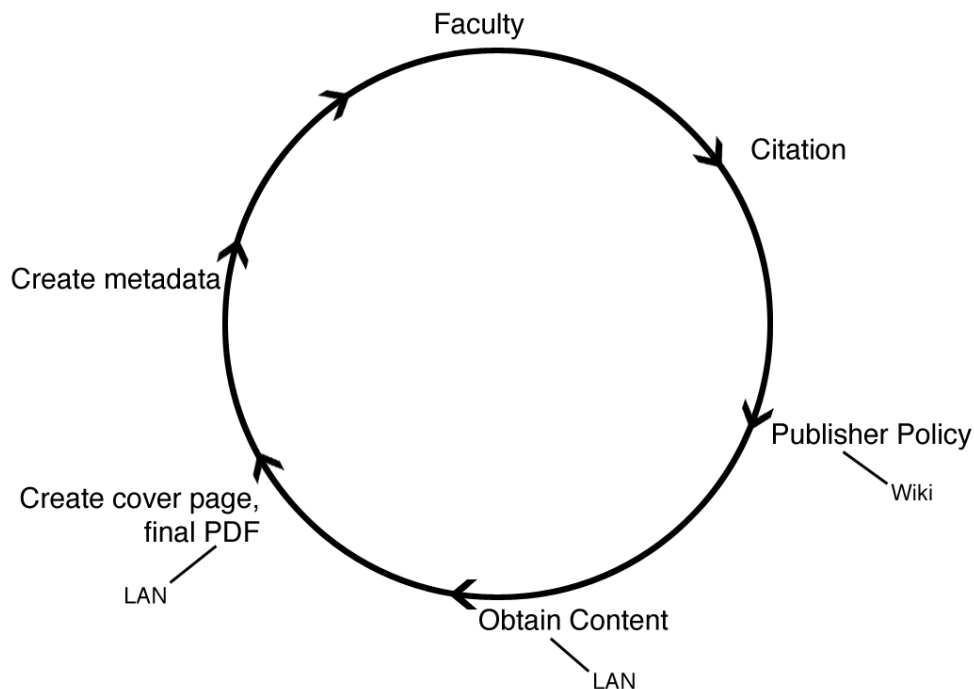 Faculty
Citation
Publisher Policy
Wiki
Obtain Content
LAN
Create cover page,
final PDF
LAN
Create metadata